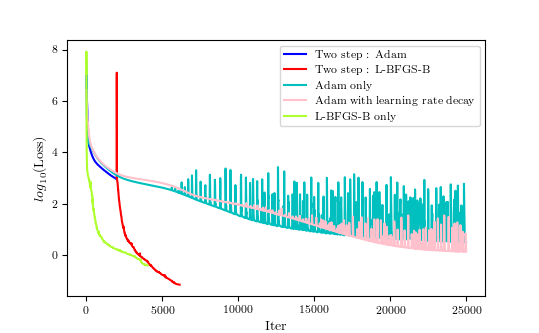 8
6
4
2
0
log10(Loss)
Two step : Adam
Two step : L-BFGS-B
Adam only
Adam with learning rate decay
L-BFGS-B only
0 5000 10000 15000 20000 25000
Iter